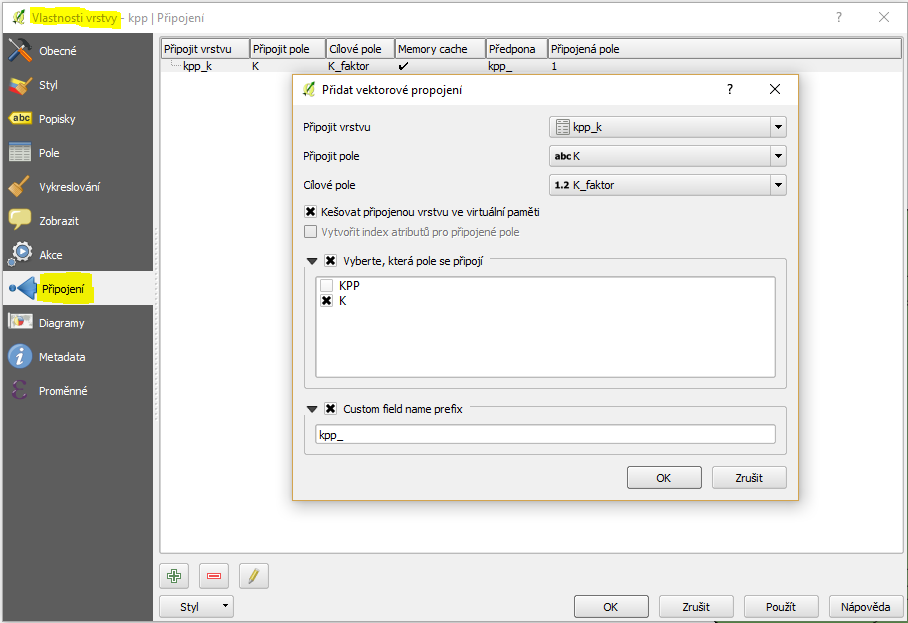 Vlastnosti vrstvy - kpp | Připojení
?
Obecné
Styl
abc Popisky
Pole
Vykreslování
Zobrazit
Akce
Připojení
Diagramy
Metadata
Proměnné
Připojit vrstvu Připojit pole Cílové pole Memory cache Předpona Připojená pole
kpp_k K K_faktor kpp_ 1
Přidat vektorové propojení ?
Připojit vrstvu kpp_k
Připojit pole abc K
Cílové pole 1.2 K_faktor
Kešovat připojenou vrstvu ve virtuální paměti
Vytvořit index atributů pro připojené pole
Vyberte, která pole se připojí
KPP
K
Custom field name prefix
kpp_
OK Zrušit
Styl OK Zrušit Použít Nápověda